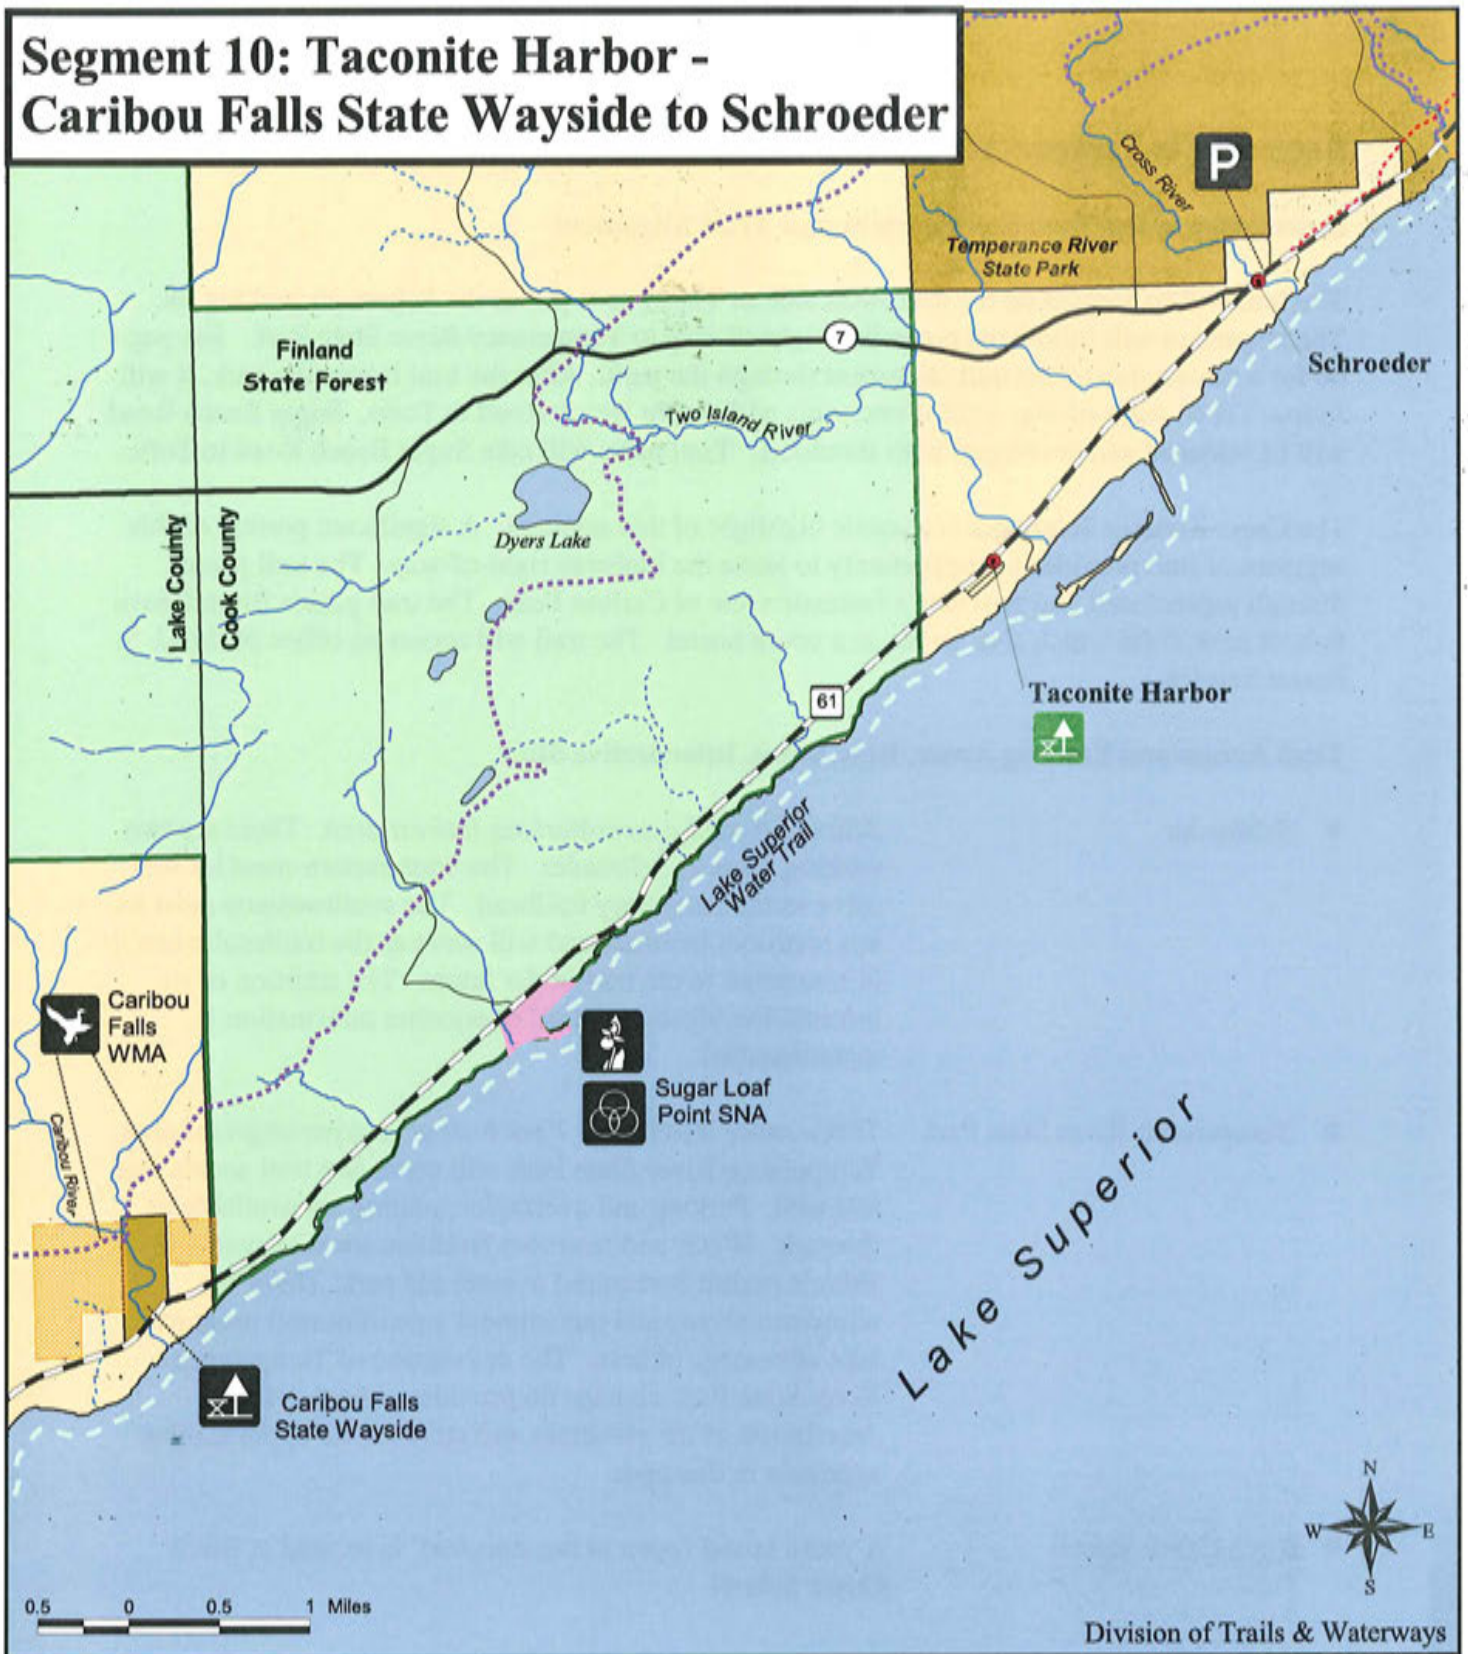 Segment 10: Taconite Harbor -
Caribou Falls State Wayside to Schroeder
Cross River
P
Temperance River
State Park
7
Finland
State Forest
Schroeder
Two Island River
Dyers Lake
Lake County
Cook County
61
Taconite Harbor
Lake Superior
Water Trail
Caribou
Falls
WMA
Sugar Loaf
Point SNA
Caribou River
Lake Superior
Caribou Falls
State Wayside
N
W
E
S
0.5 0 0.5 1 Miles
Division of Trails & Waterways